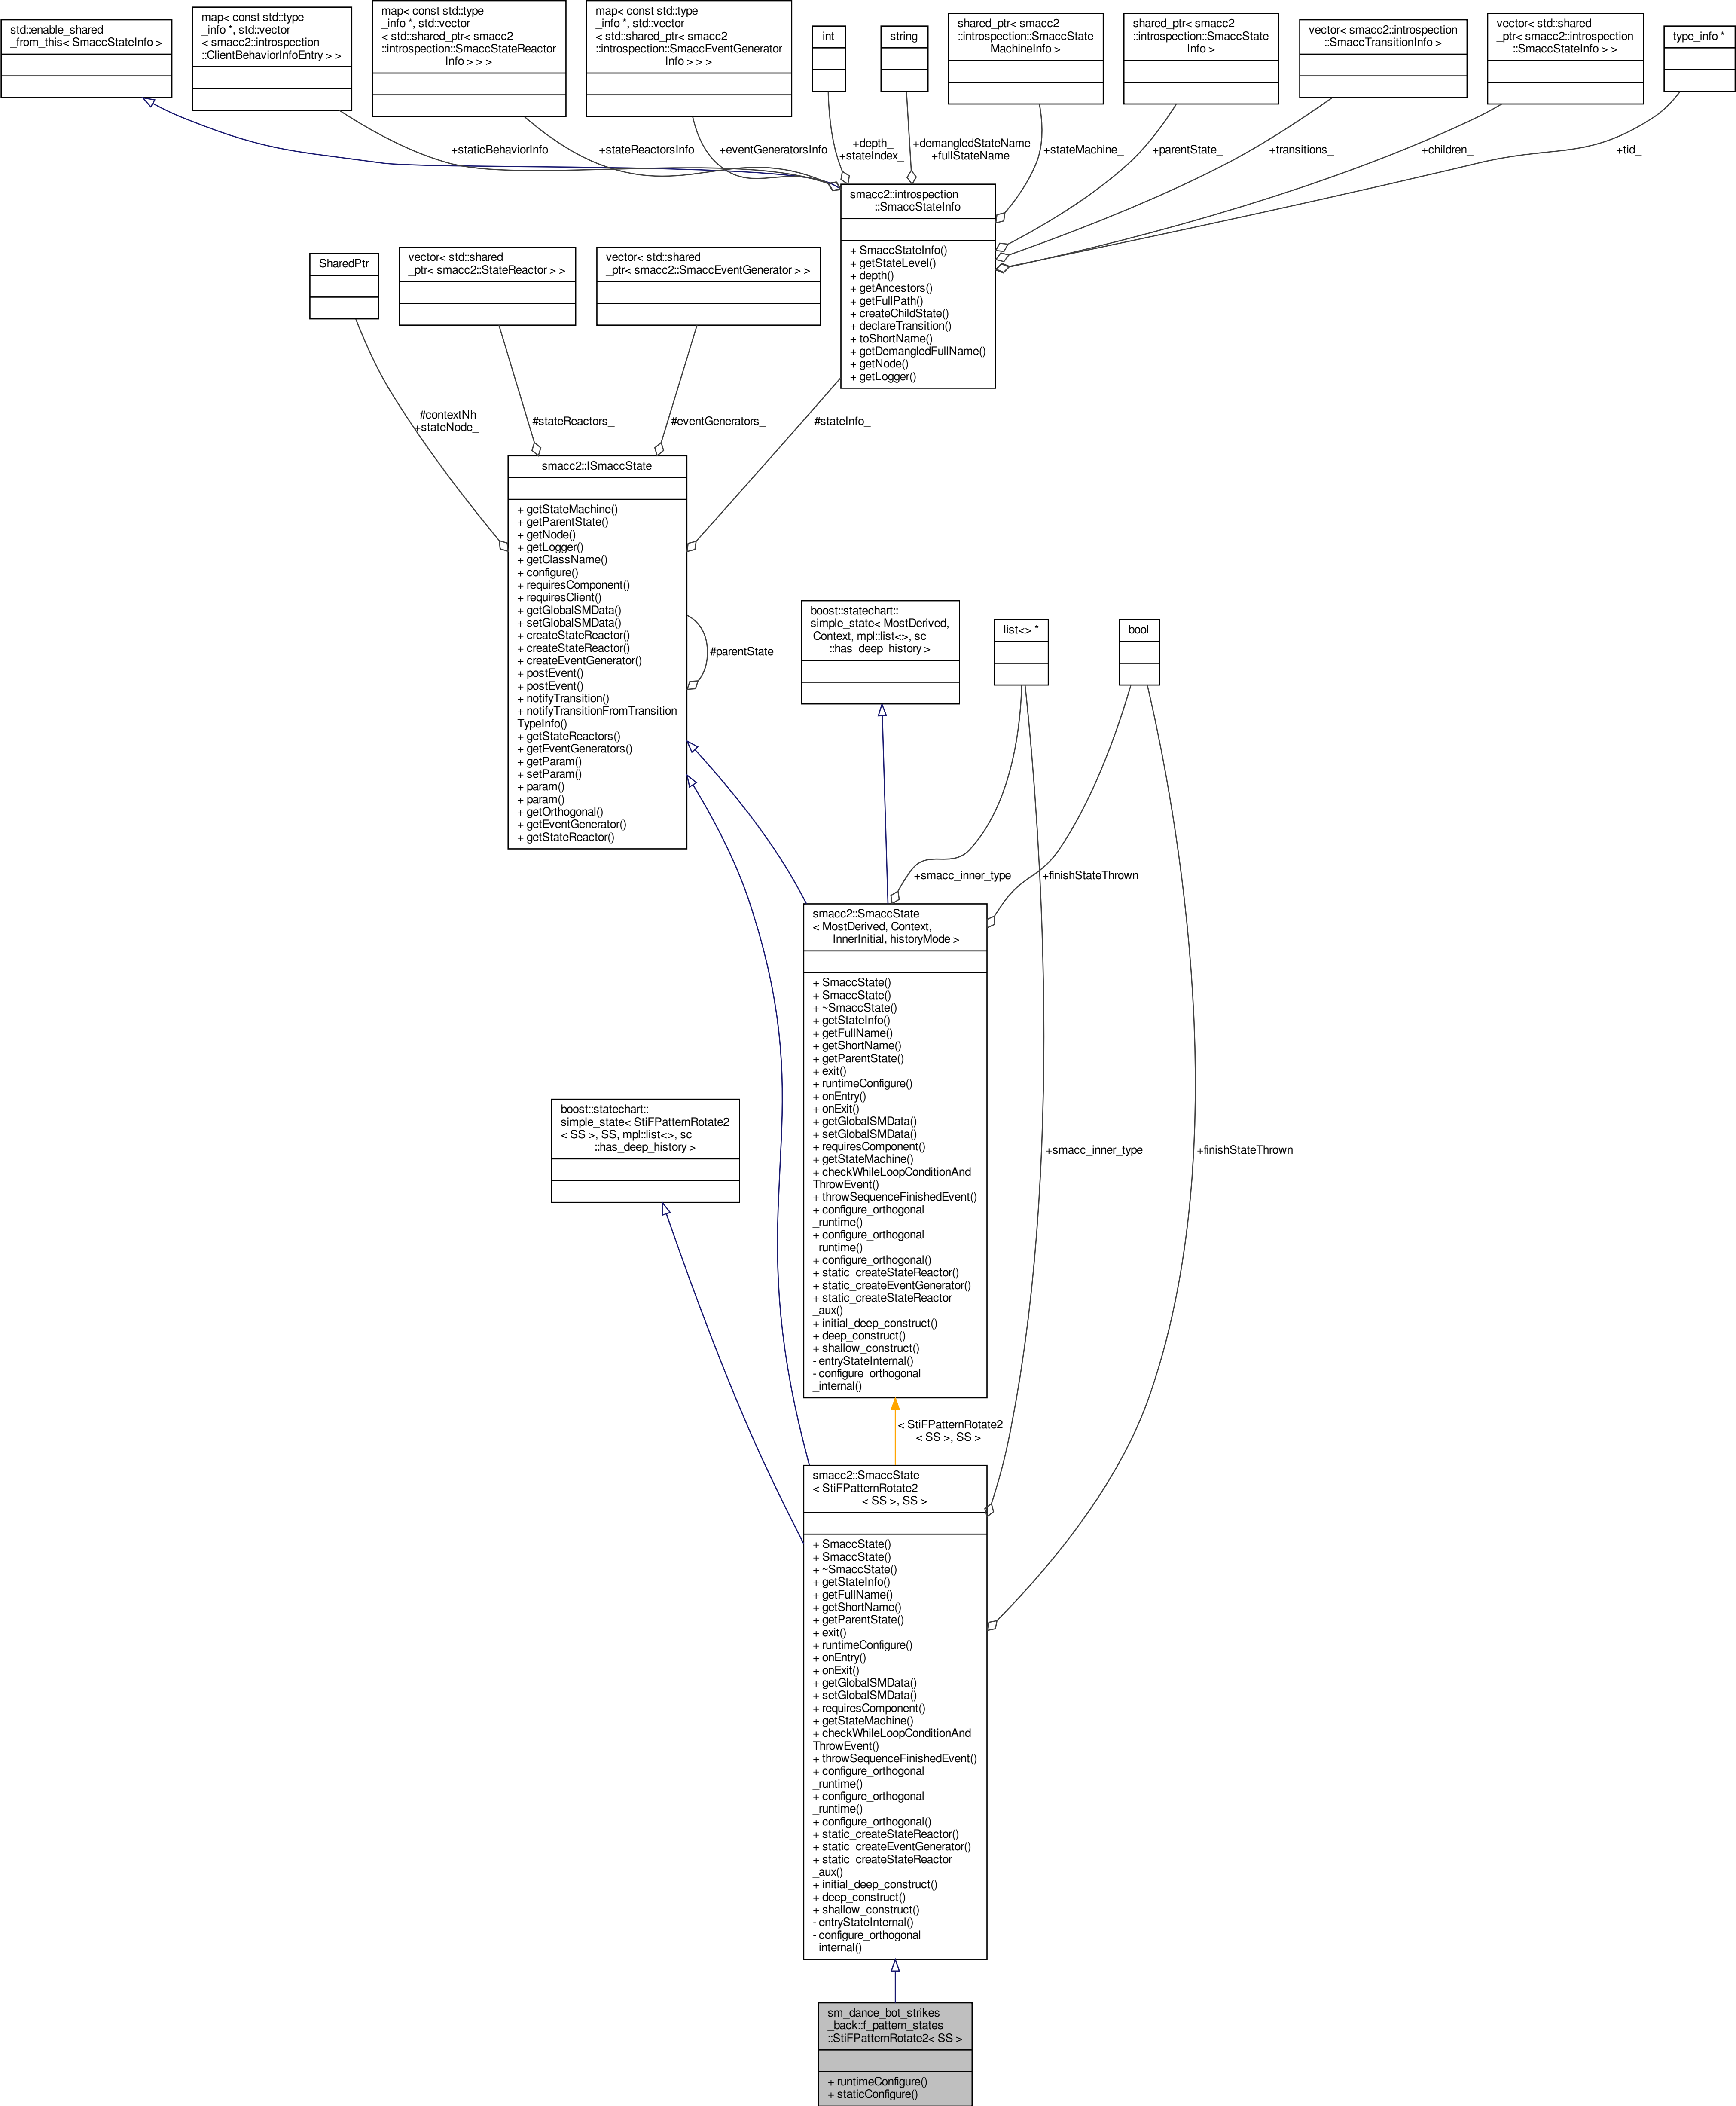 std::enable_shared
_from_this< SmaccStateInfo >
map< const std::type
_info *, std::vector
< smacc2::introspection
::ClientBehaviorInfoEntry > >
map< const std::type
_info *, std::vector
< std::shared_ptr< smacc2
::introspection::SmaccStateReactor
Info > > >
map< const std::type
_info *, std::vector
< std::shared_ptr< smacc2
::introspection::SmaccEventGenerator
Info > > >
int
string
shared_ptr< smacc2
::introspection::SmaccState
MachineInfo >
shared_ptr< smacc2
::introspection::SmaccState
Info >
vector< smacc2::introspection
::SmaccTransitionInfo >
vector< std::shared
_ptr< smacc2::introspection
::SmaccStateInfo > >
type_info *
+staticBehaviorInfo
+stateReactorsInfo
+eventGeneratorsInfo
+depth_
+stateIndex_
+demangledStateName
+fullStateName
+stateMachine_
+parentState_
+transitions_
+children_
+tid_
smacc2::introspection
::SmaccStateInfo
+ SmaccStateInfo()
+ getStateLevel()
+ depth()
+ getAncestors()
+ getFullPath()
+ createChildState()
+ declareTransition()
+ toShortName()
+ getDemangledFullName()
+ getNode()
+ getLogger()
SharedPtr
vector< std::shared
_ptr< smacc2::StateReactor > >
vector< std::shared
_ptr< smacc2::SmaccEventGenerator > >
#contextNh
+stateNode_
#stateReactors_
#eventGenerators_
#stateInfo_
smacc2::ISmaccState
+ getStateMachine()
+ getParentState()
+ getNode()
+ getLogger()
+ getClassName()
+ configure()
+ requiresComponent()
+ requiresClient()
+ getGlobalSMData()
+ setGlobalSMData()
+ createStateReactor()
+ createStateReactor()
+ createEventGenerator()
+ postEvent()
+ postEvent()
+ notifyTransition()
+ notifyTransitionFromTransition
TypeInfo()
+ getStateReactors()
+ getEventGenerators()
+ getParam()
+ setParam()
+ param()
+ param()
+ getOrthogonal()
+ getEventGenerator()
+ getStateReactor()
#parentState_
boost::statechart::
simple_state< MostDerived,
Context, mpl::list<>, sc
::has_deep_history >
list<> *
bool
+smacc_inner_type
+finishStateThrown
smacc2::SmaccState
< MostDerived, Context,
InnerInitial, historyMode >
+ SmaccState()
+ SmaccState()
+ ~SmaccState()
+ getStateInfo()
+ getFullName()
+ getShortName()
+ getParentState()
+ exit()
+ runtimeConfigure()
+ onEntry()
+ onExit()
+ getGlobalSMData()
+ setGlobalSMData()
+ requiresComponent()
+ getStateMachine()
+ checkWhileLoopConditionAnd
ThrowEvent()
+ throwSequenceFinishedEvent()
+ configure_orthogonal
_runtime()
+ configure_orthogonal
_runtime()
+ configure_orthogonal()
+ static_createStateReactor()
+ static_createEventGenerator()
+ static_createStateReactor
_aux()
+ initial_deep_construct()
+ deep_construct()
+ shallow_construct()
- entryStateInternal()
- configure_orthogonal
_internal()
boost::statechart::
simple_state< StiFPatternRotate2
< SS >, SS, mpl::list<>, sc
::has_deep_history >
+smacc_inner_type
+finishStateThrown
< StiFPatternRotate2
< SS >, SS >
smacc2::SmaccState
< StiFPatternRotate2
< SS >, SS >
+ SmaccState()
+ SmaccState()
+ ~SmaccState()
+ getStateInfo()
+ getFullName()
+ getShortName()
+ getParentState()
+ exit()
+ runtimeConfigure()
+ onEntry()
+ onExit()
+ getGlobalSMData()
+ setGlobalSMData()
+ requiresComponent()
+ getStateMachine()
+ checkWhileLoopConditionAnd
ThrowEvent()
+ throwSequenceFinishedEvent()
+ configure_orthogonal
_runtime()
+ configure_orthogonal
_runtime()
+ configure_orthogonal()
+ static_createStateReactor()
+ static_createEventGenerator()
+ static_createStateReactor
_aux()
+ initial_deep_construct()
+ deep_construct()
+ shallow_construct()
- entryStateInternal()
- configure_orthogonal
_internal()
sm_dance_bot_strikes
_back::f_pattern_states
::StiFPatternRotate2< SS >
+ runtimeConfigure()
+ staticConfigure()